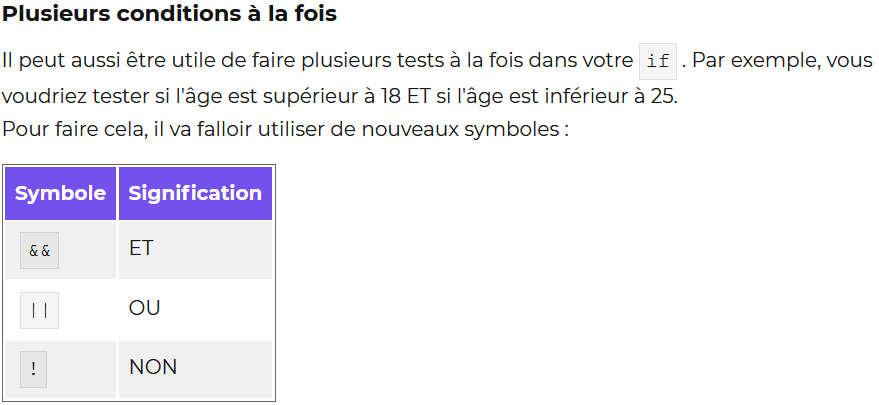 Plusieurs conditions à la fois
Il peut aussi être utile de faire plusieurs tests à la fois dans votre if . Par exemple, vous
voudriez tester si l'âge est supérieur à 18 ET si l'âge est inférieur à 25.
Pour faire cela, il va falloir utiliser de nouveaux symboles :
Symbole Signification
&& ET
|| OU
! NON